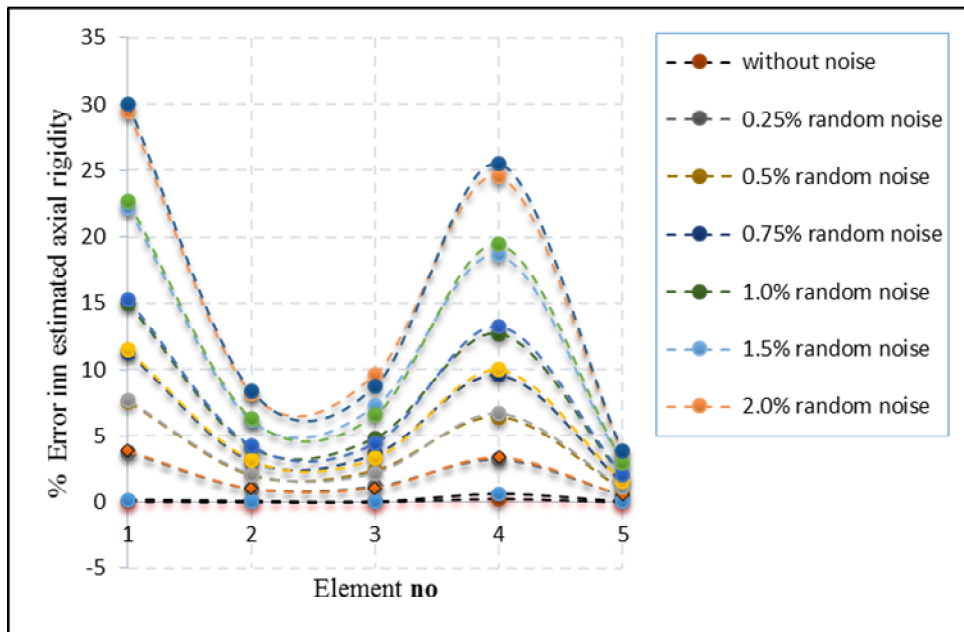 35
30
25
20
15
10
5
0
-5
1 2 3 4 5
% Error inn estimated axial rigidity
Element no
without noise
0.25% random noise
0.5% random noise
0.75% random noise
1.0% random noise
1.5% random noise
2.0% random noise